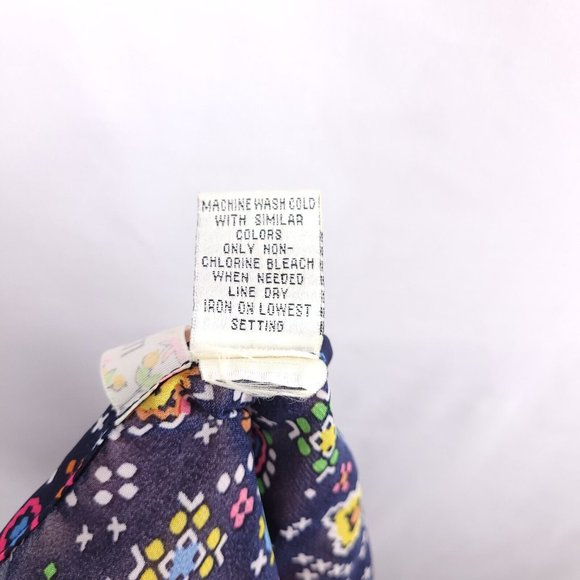 MACHINE WASH COLD
WITH SIMILAR
COLORS
ONLY NON-
CHLORINE BLEACH
WHEN NEEDED
LINE DRY
IRON ON LOWEST
SETTING